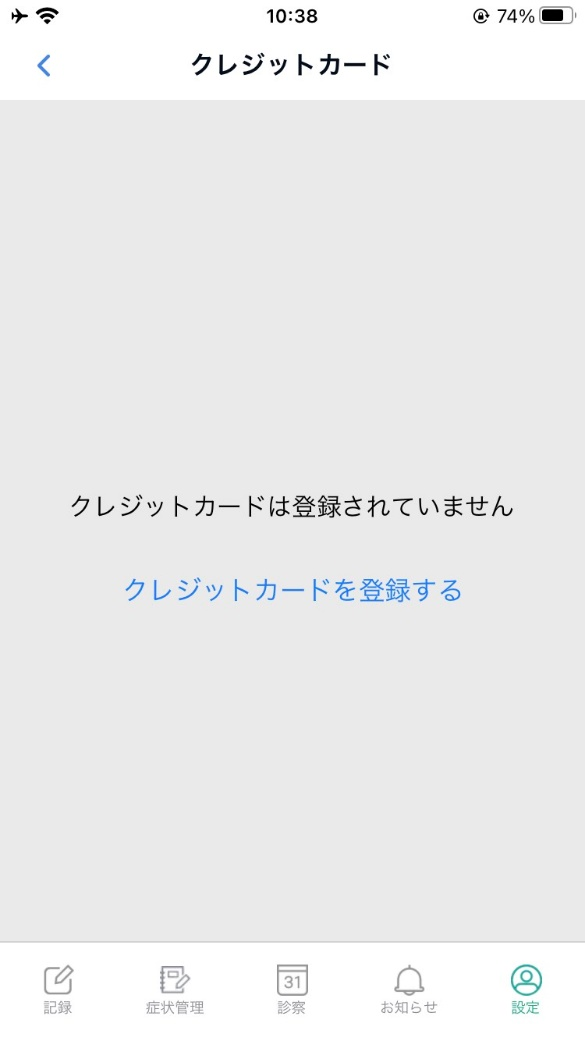 10:38
74%
クレジットカード
クレジットカードは登録されていません
クレジットカードを登録する
31
記録
症状管理
診察
お知らせ
設定